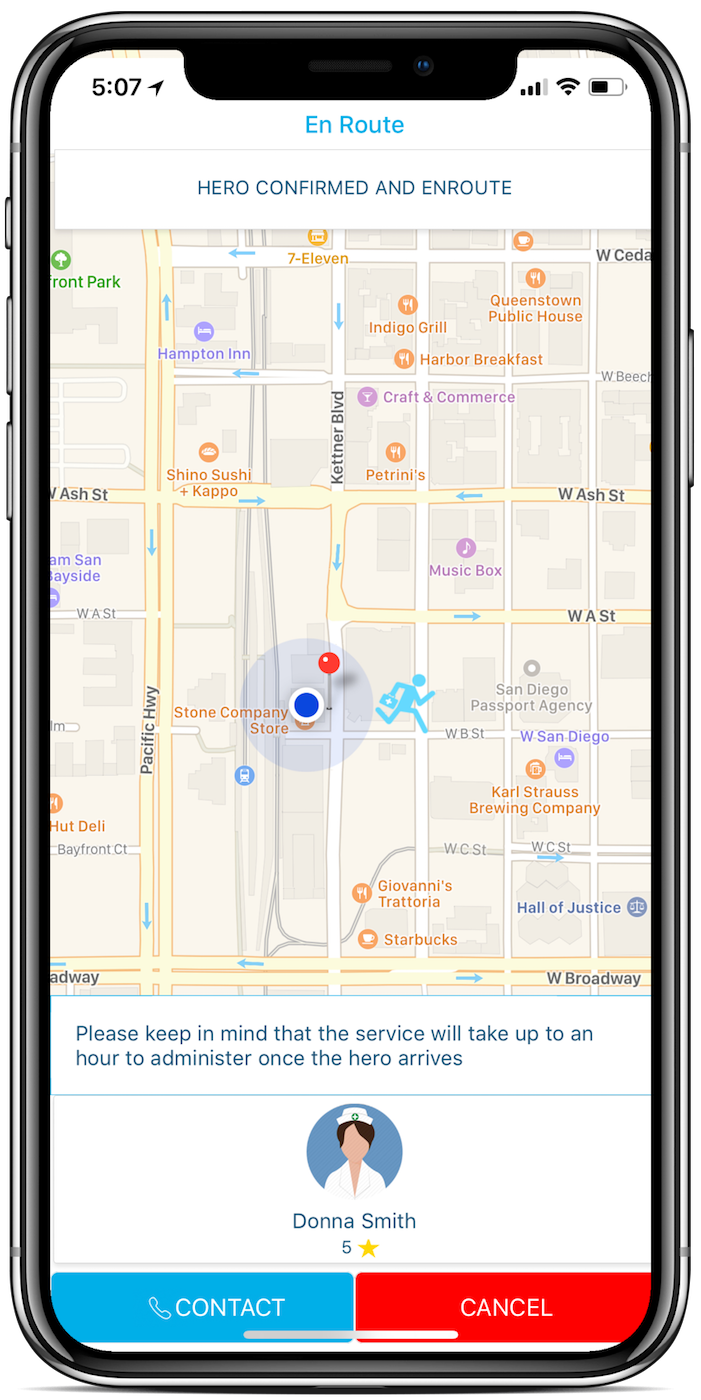 5:07
En Route
HERO CONFIRMED AND ENROUTE
7-Eleven
W Ceda
ront Park
Queenstown
Public House
Indigo Grill
Hampton Inn
Harbor Breakfast
W Beech
Craft & Commerce
Kettner Blvd
Shino Sushi
+ Kappo
Petrini's
W Ash St
W Ash St
am San
Bayside
Music Box
W A St
W A St
San Diego
Passport Agency
Stone Company
Store
Pacific Hwy
lm
W B St
W San Diego
Karl Strauss
Brewing Company
Hut Deli
Bayfront Ct
W C St
W C St
Giovanni's
Trattoria
Hall of Justice
Starbucks
adway
W Broadway
Please keep in mind that the service will take up to an
hour to administer once the hero arrives
Donna Smith
5
CONTACT
CANCEL